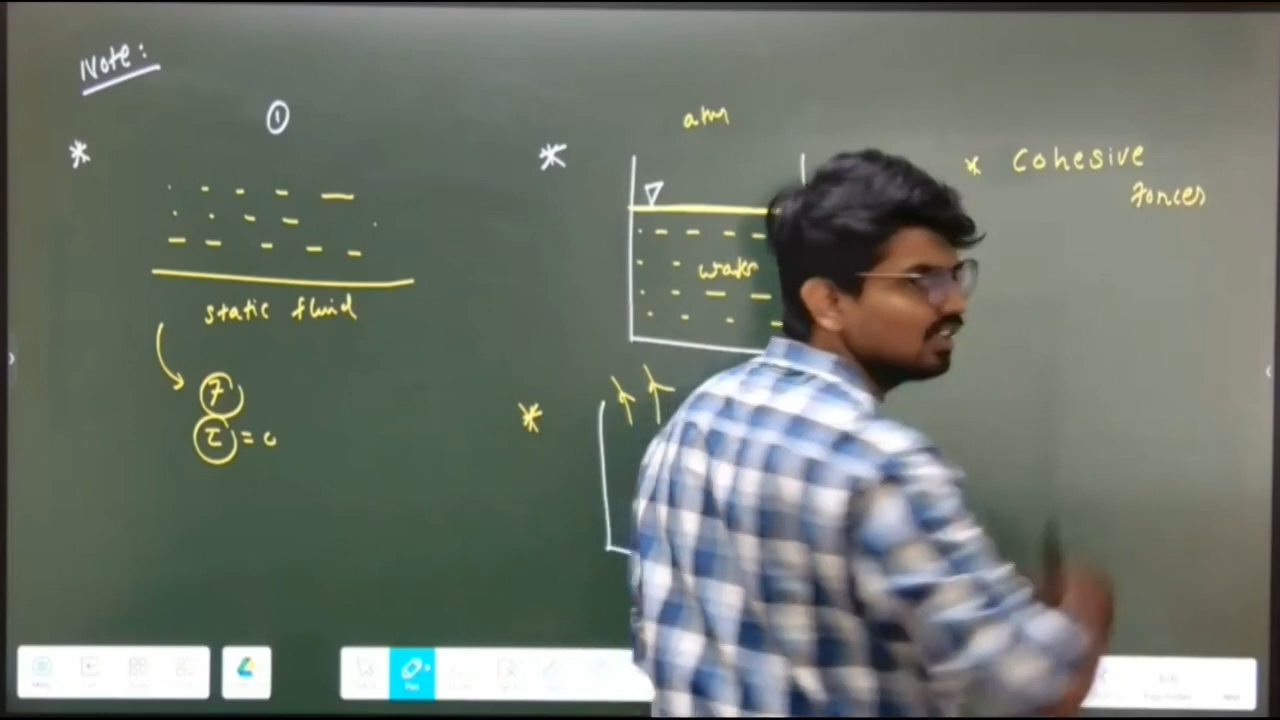 Note:
①
*
static fluid
F
τ = 0
*
atm
water
*
* Cohesive
Forces